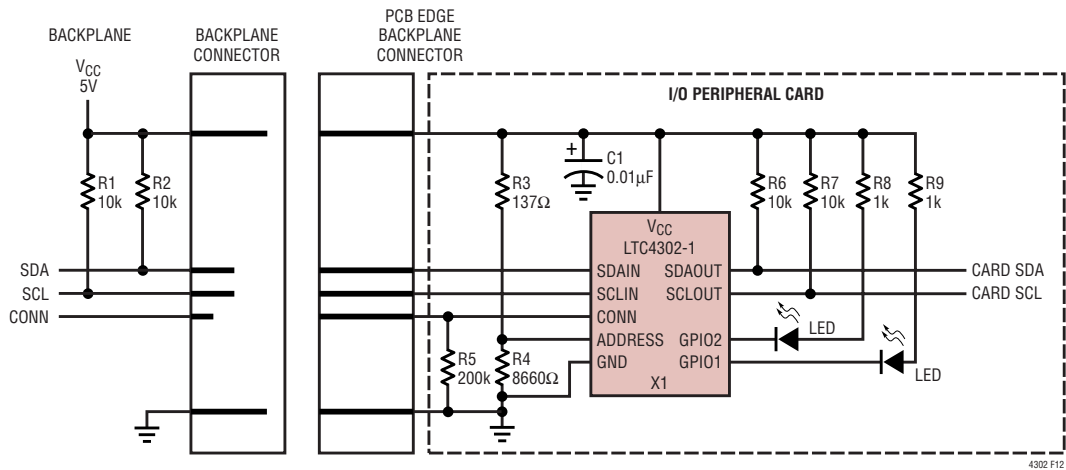 BACKPLANE
BACKPLANE
CONNECTOR
PCB EDGE
BACKPLANE
CONNECTOR
VCC
5V
I/O PERIPHERAL CARD
R1
10k
R2
10k
R3
137Ω
+
C1
0.01µF
R6
10k
R7
10k
R8
1k
R9
1k
VCC
LTC4302-1
SDA
SCL
CONN
SDAIN SDAOUT
SCLIN SCLOUT
CONN
ADDRESS GPIO2
GND GPIO1
X1
CARD SDA
CARD SCL
LED
LED
R5
200k
R4
8660Ω
4302 F12